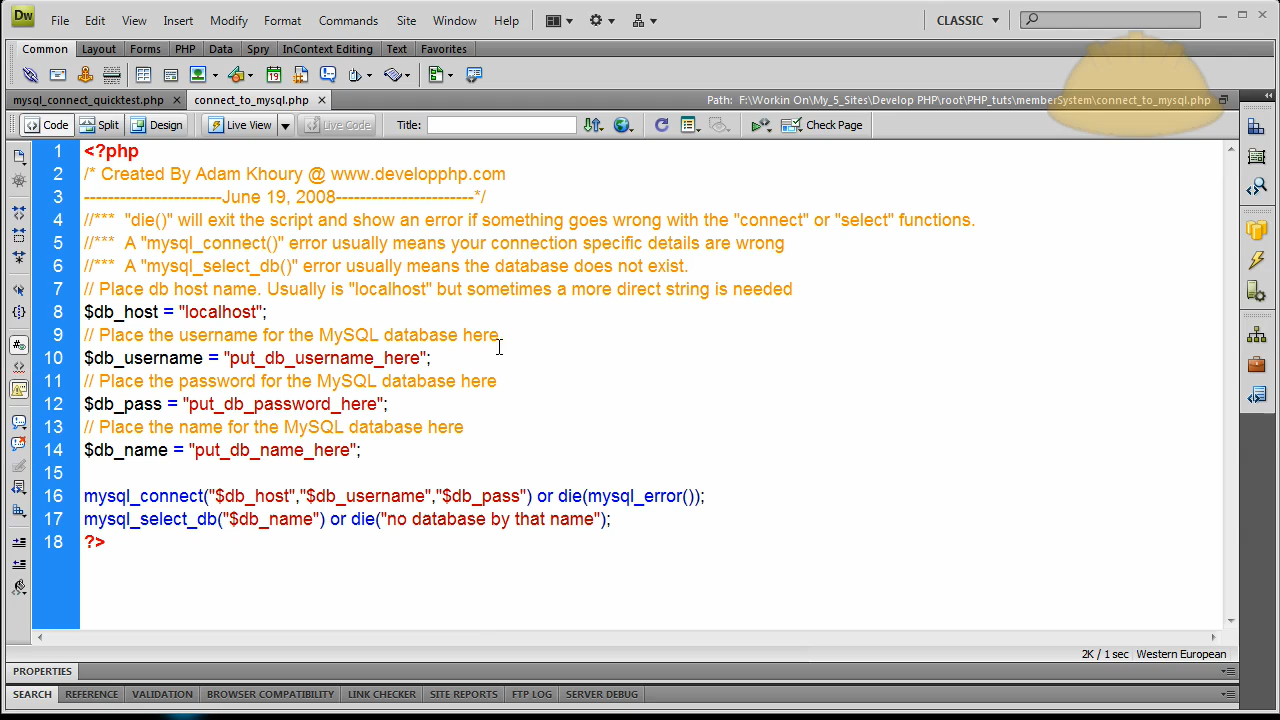 Dw File Edit View Insert Modify Format Commands Site Window Help CLASSIC
Common Layout Forms PHP Data Spry InContext Editing Text Favorites
mysql_connect_quicktest.php connect_to_mysql.php Path: F:\Workin On\My_5_Sites\Develop PHP\root\PHP_tuts\memberSystem\connect_to_mysql.php
Code Split Design Live View Live Code Title: Check Page
1 <?php
2 /* Created By Adam Khoury @ www.developphp.com
3 -----------------------June 19, 2008-----------------------*/
4 //*** "die()" will exit the script and show an error if something goes wrong with the "connect" or "select" functions.
5 //*** A "mysql_connect()" error usually means your connection specific details are wrong
6 //*** A "mysql_select_db()" error usually means the database does not exist.
7 // Place db host name. Usually is "localhost" but sometimes a more direct string is needed
8 $db_host = "localhost";
9 // Place the username for the MySQL database here
10 $db_username = "put_db_username_here";
11 // Place the password for the MySQL database here
12 $db_pass = "put_db_password_here";
13 // Place the name for the MySQL database here
14 $db_name = "put_db_name_here";
15
16 mysql_connect("$db_host","$db_username","$db_pass") or die(mysql_error());
17 mysql_select_db("$db_name") or die("no database by that name");
18 ?>
2K / 1 sec Western European
PROPERTIES
SEARCH REFERENCE VALIDATION BROWSER COMPATIBILITY LINK CHECKER SITE REPORTS FTP LOG SERVER DEBUG